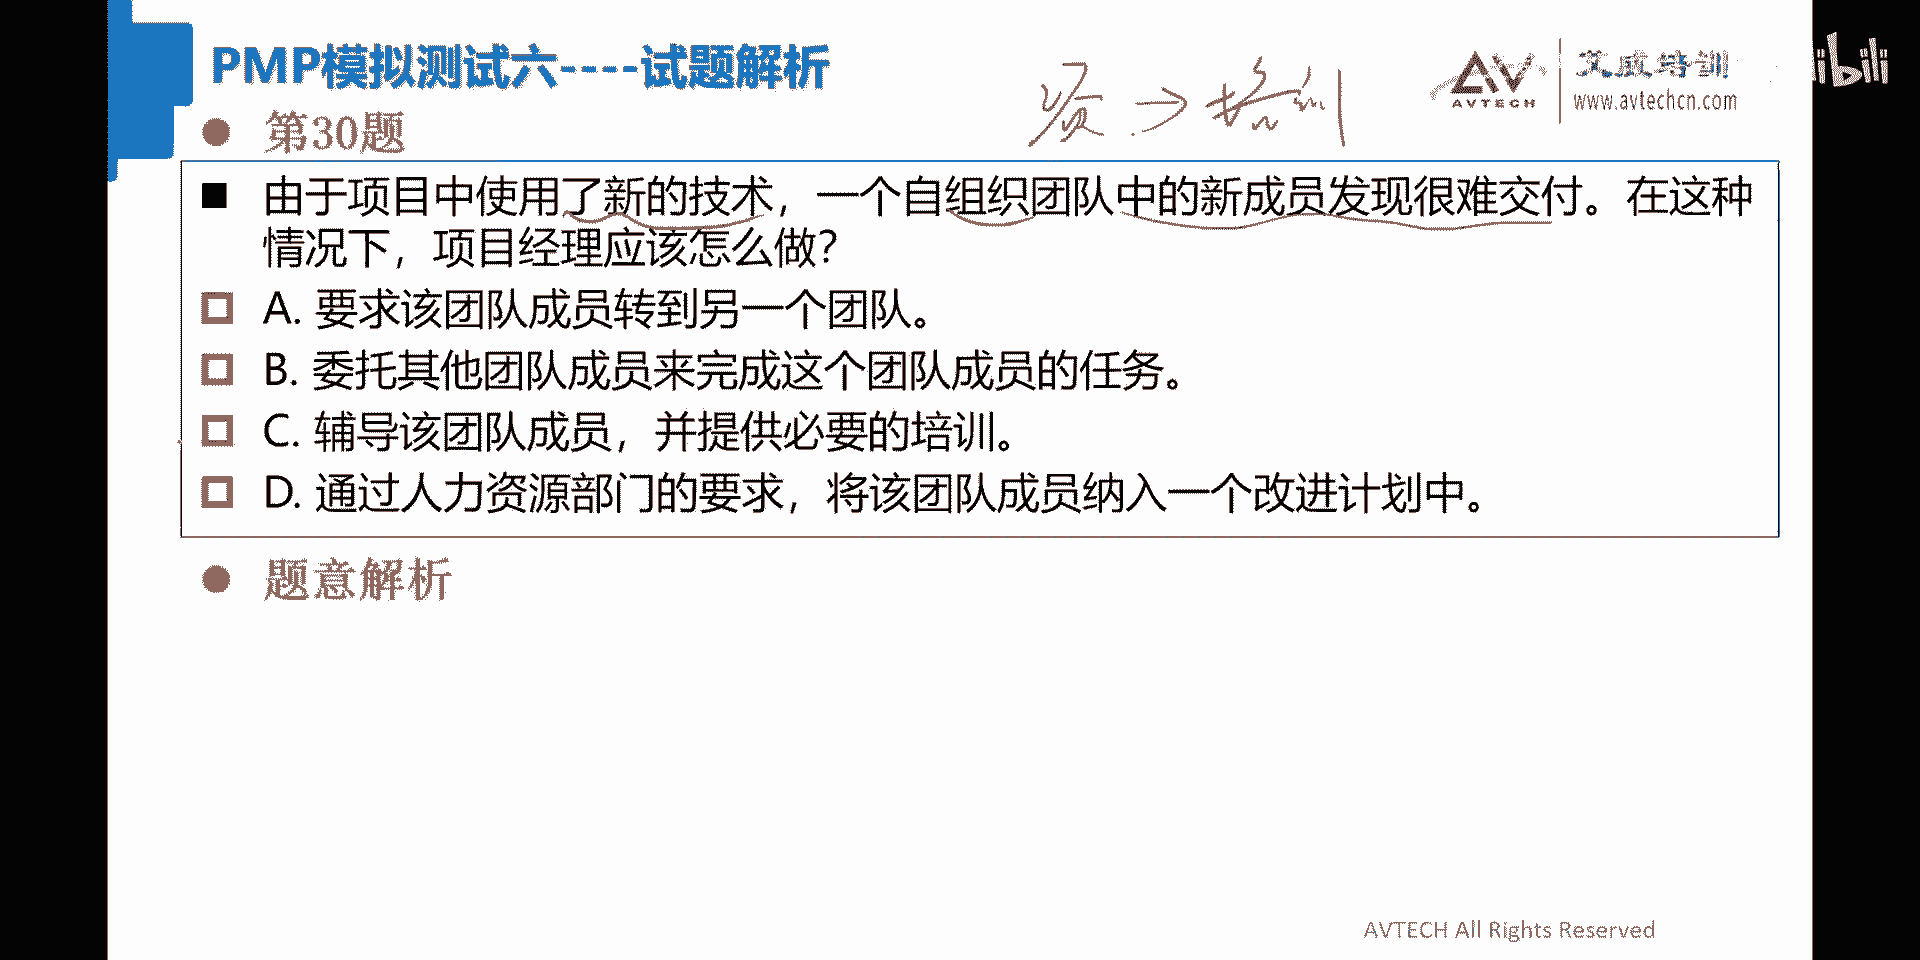 PMP模拟测试六----试题解析
资→培训
AVTECH
艾威培训
www.avtechcn.com
第30题
由于项目中使用了新的技术，一个自组织团队中的新成员发现很难交付。在这种
情况下，项目经理应该怎么做？
A. 要求该团队成员转到另一个团队。
B. 委托其他团队成员来完成这个团队成员的任务。
C. 辅导该团队成员，并提供必要的培训。
D. 通过人力资源部门的要求，将该团队成员纳入一个改进计划中。
题意解析
AVTECH All Rights Reserved